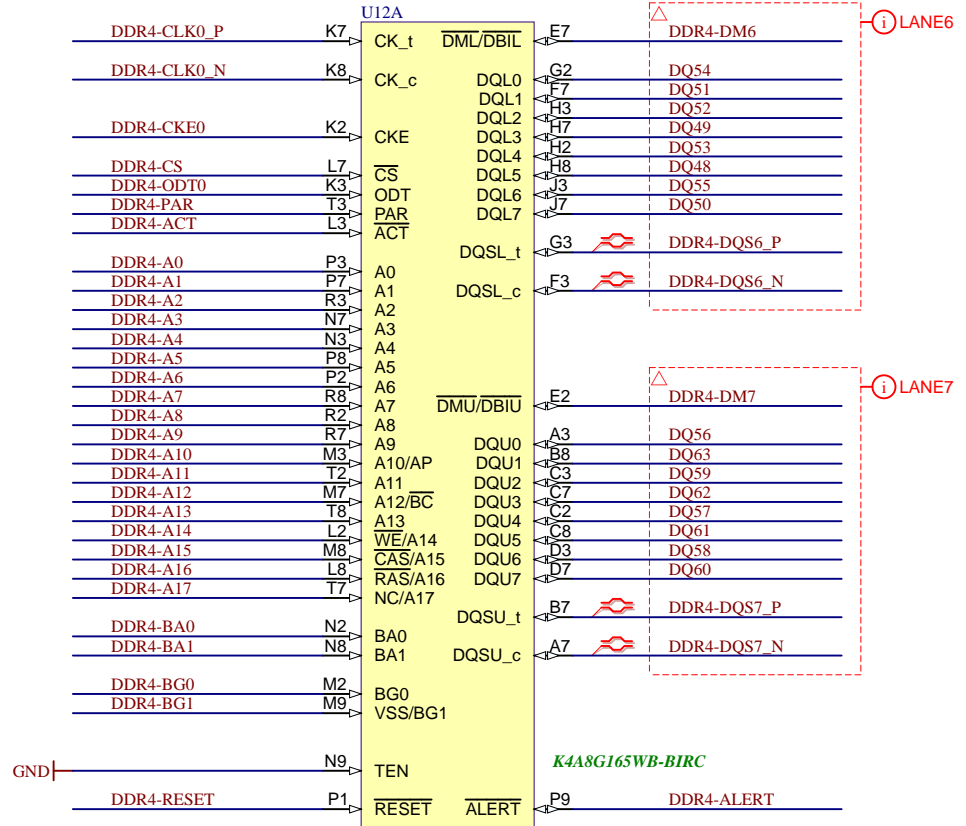 U12A
DDR4-CLK0_P K7 CK_t DML/DBIL E7 DDR4-DM6 i LANE6
DDR4-CLK0_N K8 CK_c DQL0 G2 DQ54
DQL1 F7 DQ51
DQL2 H3 DQ52
DDR4-CKE0 K2 CKE DQL3 H7 DQ49
DQL4 H2 DQ53
DDR4-CS L7 CS DQL5 H8 DQ48
DDR4-ODT0 K3 ODT DQL6 J3 DQ55
DDR4-PAR T3 PAR DQL7 J7 DQ50
DDR4-ACT L3 ACT
DQSL_t G3 DDR4-DQS6_P
DDR4-A0 P3 A0
DDR4-A1 P7 A1 DQSL_c F3 DDR4-DQS6_N
DDR4-A2 R3 A2
DDR4-A3 N7 A3
DDR4-A4 N3 A4
DDR4-A5 P8 A5
DDR4-A6 P2 A6 i LANE7
DDR4-A7 R8 A7 DMU/DBIU E2 DDR4-DM7
DDR4-A8 R2 A8
DDR4-A9 R7 A9 DQU0 A3 DQ56
DDR4-A10 M3 A10/AP DQU1 B8 DQ63
DDR4-A11 T2 A11 DQU2 C3 DQ59
DDR4-A12 M7 A12/BC DQU3 C7 DQ62
DDR4-A13 T8 A13 DQU4 C2 DQ57
DDR4-A14 L2 WE/A14 DQU5 C8 DQ61
DDR4-A15 M8 CAS/A15 DQU6 D3 DQ58
DDR4-A16 L8 RAS/A16 DQU7 D7 DQ60
DDR4-A17 T7 NC/A17
DQSU_t B7 DDR4-DQS7_P
DDR4-BA0 N2 BA0
DDR4-BA1 N8 BA1 DQSU_c A7 DDR4-DQS7_N
DDR4-BG0 M2 BG0
DDR4-BG1 M9 VSS/BG1
GND N9 TEN K4A8G165WB-BIRC
DDR4-RESET P1 RESET ALERT P9 DDR4-ALERT